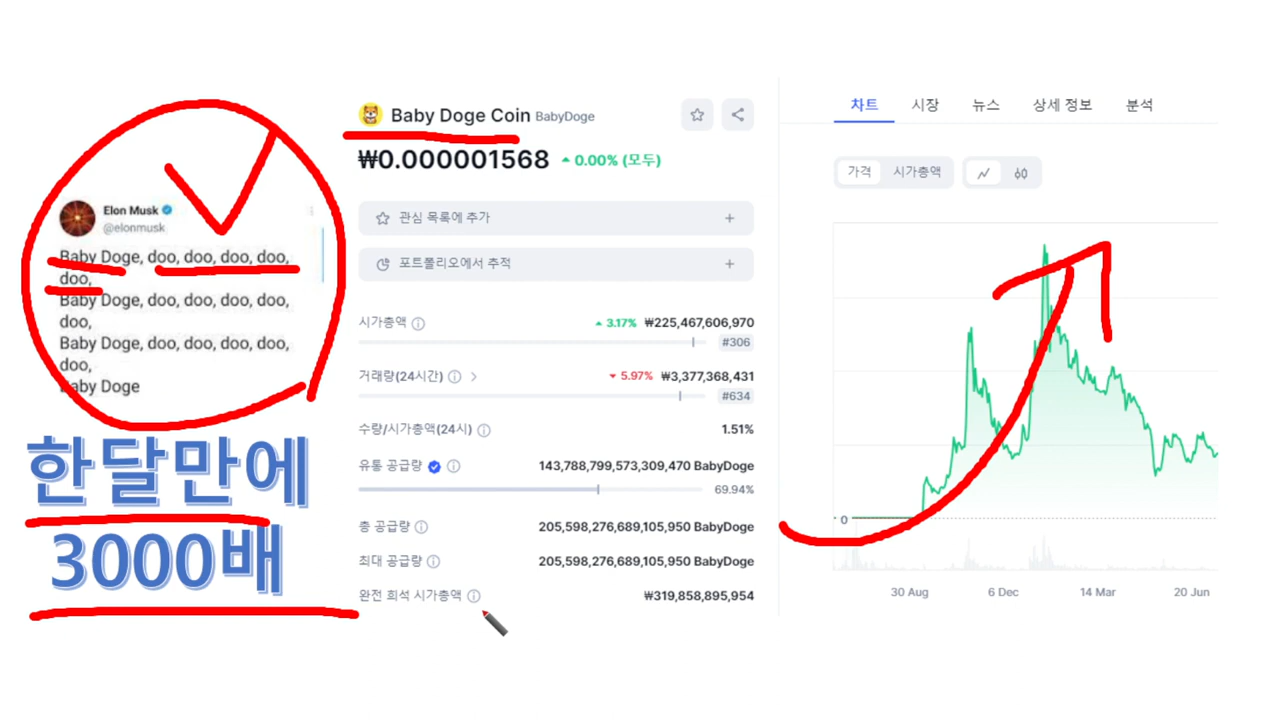 Elon Musk
@elonmusk
Baby Doge, doo, doo, doo, doo,
doo,
Baby Doge, doo, doo, doo, doo,
doo,
Baby Doge, doo, doo, doo, doo,
doo,
Baby Doge
한달만에
3000배
Baby Doge Coin BabyDoge
₩0.000001568 0.00% (모두)
관심 목록에 추가
포트폴리오에서 추적
시가총액 3.17% ₩225,467,606,970
#306
거래량(24시간) 5.97% ₩3,377,368,431
#634
수량/시가총액(24시) 1.51%
유통 공급량 143,788,799,573,309,470 BabyDoge
69.94%
총 공급량 205,598,276,689,105,950 BabyDoge
최대 공급량 205,598,276,689,105,950 BabyDoge
완전 희석 시가총액 ₩319,858,895,954
차트 시장 뉴스 상세 정보 분석
가격 시가총액
0
30 Aug 6 Dec 14 Mar 20 Jun